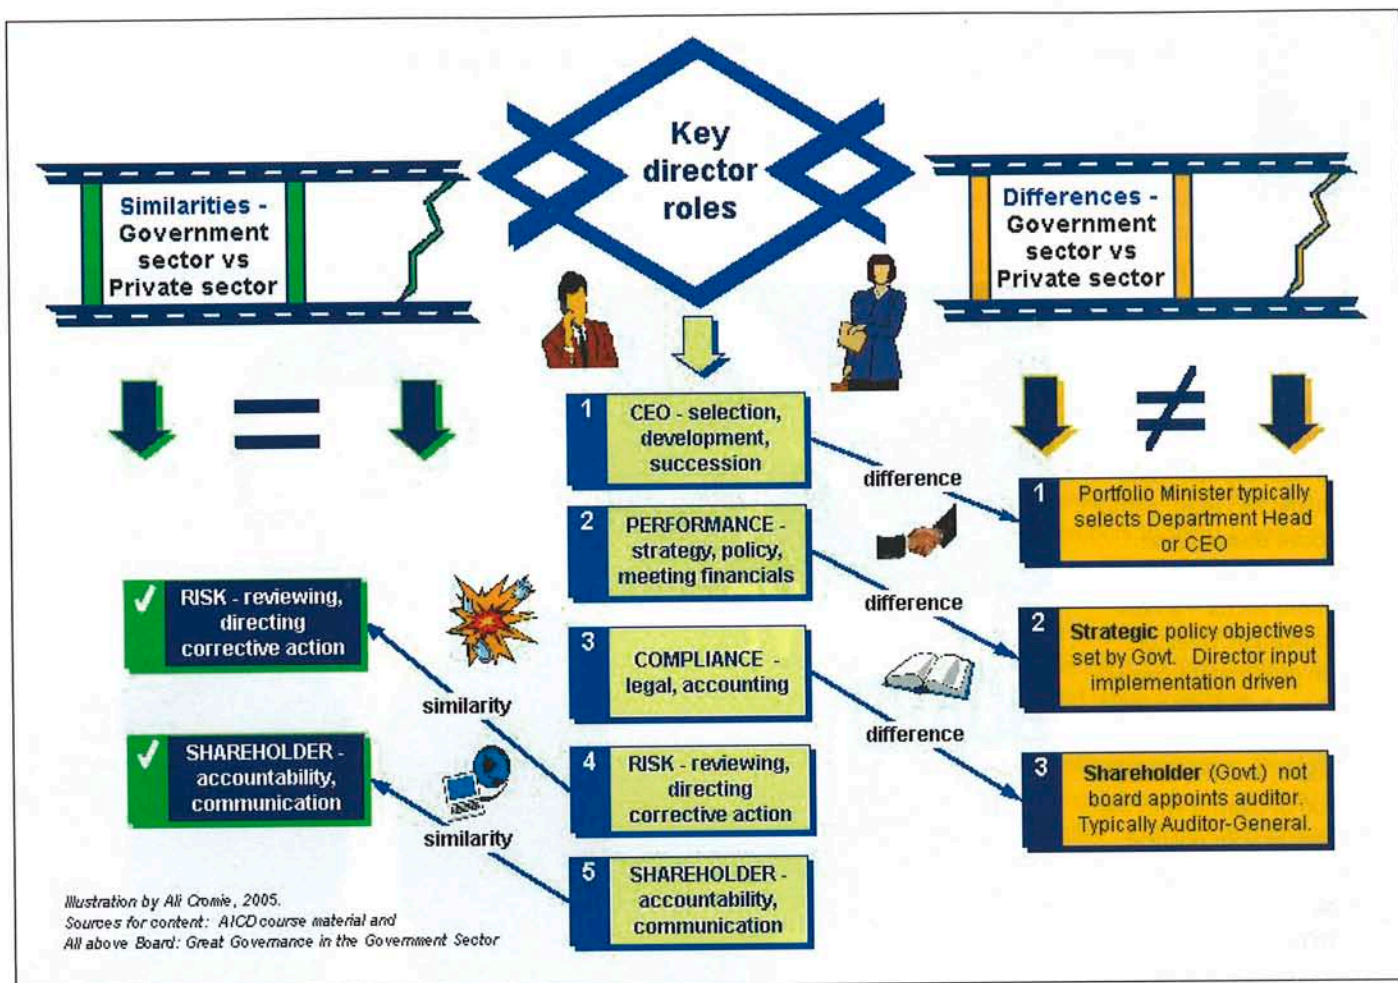 Key
director
roles
Similarities -
Government
sector vs
Private sector
Differences -
Government
sector vs
Private sector
1
CEO - selection,
development,
succession
2
PERFORMANCE -
strategy, policy,
meeting financials
3
COMPLIANCE -
legal, accounting
4
RISK - reviewing,
directing
corrective action
5
SHAREHOLDER -
accountability,
communication
difference
difference
difference
similarity
similarity
RISK - reviewing,
directing
corrective action
SHAREHOLDER -
accountability,
communication
1
Portfolio Minister typically
selects Department Head
or CEO
2
Strategic policy objectives
set by Govt. Director input
implementation driven
3
Shareholder (Govt.) not
board appoints auditor.
Typically Auditor-General.
Illustration by Ali Cromie, 2005.
Sources for content: AICD course material and
All above Board: Great Governance in the Government Sector